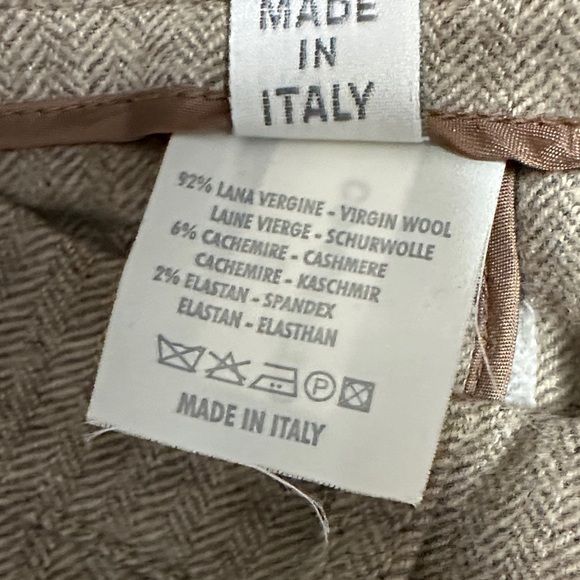 MADE
IN
ITALY
92% LANA VERGINE - VIRGIN WOOL
LAINE VIERGE - SCHURWOLLE
6% CACHEMIRE - CASHMERE
CACHEMIRE - KASCHMIR
2% ELASTAN - SPANDEX
ELASTAN - ELASTHAN
P
MADE IN ITALY